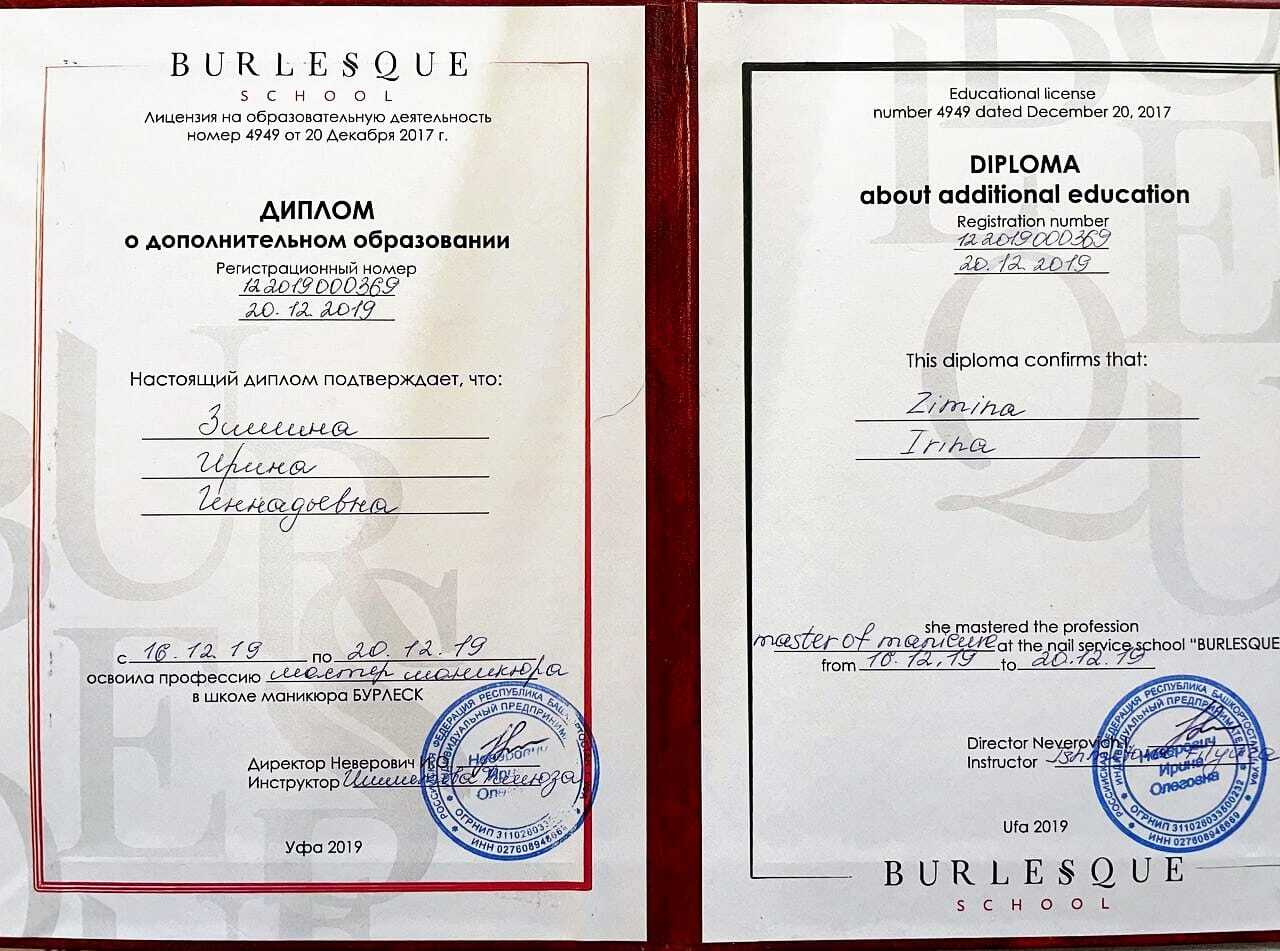 BURLESQUE
SCHOOL
Лицензия на образовательную деятельность
номер 4949 от 20 Декабря 2017 г.
ДИПЛОМ
о дополнительном образовании
Регистрационный номер
122019000369
20.12.2019
Настоящий диплом подтверждает, что:
Зимина
Ирина
Геннадьевна
с 16.12.19 по 20.12.19
освоила профессию мастер маникюра
в школе маникюра БУРЛЕСК
Директор Неверович И.О.
Инструктор
Уфа 2019
Educational license
number 4949 dated December 20, 2017
DIPLOMA
about additional education
Registration number
122019000369
20.12.2019
This diploma confirms that:
Zimina
Irina
she mastered the profession
master of manicure at the nail service school "BURLESQUE
from 16.12.19 to 20.12.19
Director Neverovich
Instructor
Неверович
Ирина
Олеговна
Ufa 2019
BURLESQUE
SCHOOL